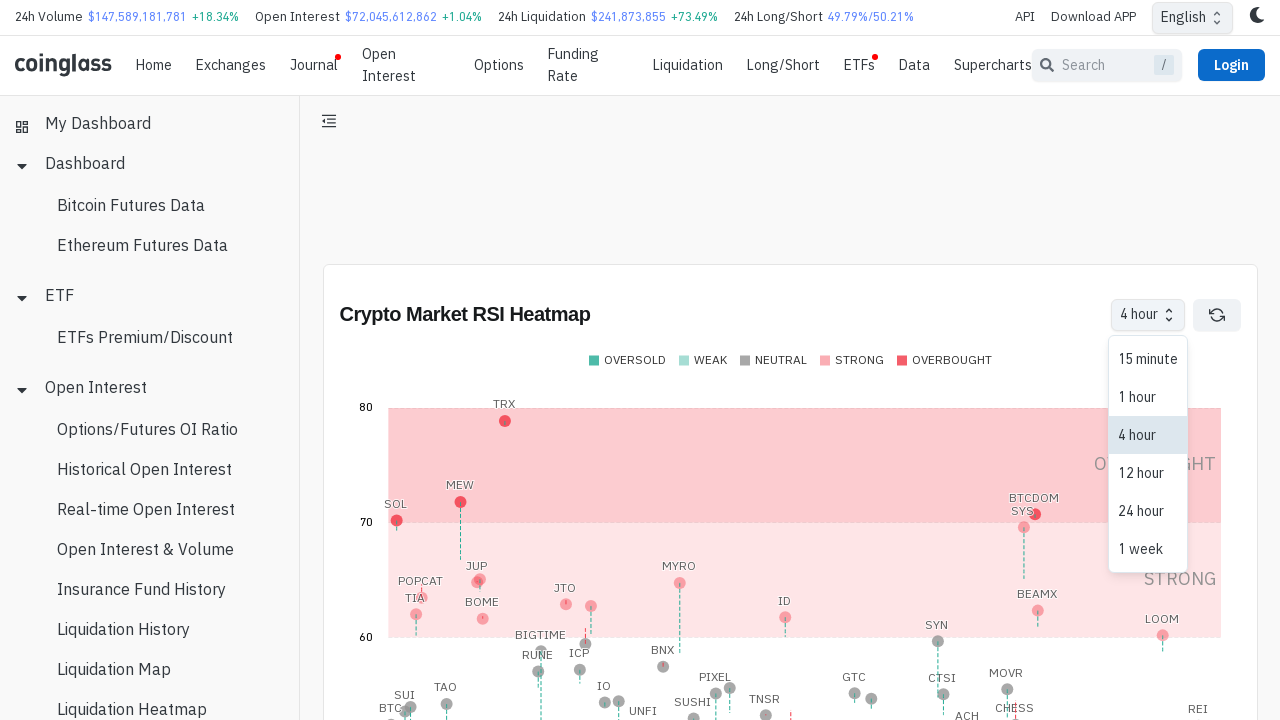 24h Volume $147,589,181,781 +18.34% Open Interest $72,045,612,862 +1.04% 24h Liquidation $241,873,855 +73.49% 24h Long/Short 49.79%/50.21% API Download APP English
coinglass Home Exchanges Journal Open Interest Options Funding Rate Liquidation Long/Short ETFs Data Supercharts Search / Login
My Dashboard
Dashboard
Bitcoin Futures Data
Ethereum Futures Data
ETF
ETFs Premium/Discount
Open Interest
Options/Futures OI Ratio
Historical Open Interest
Real-time Open Interest
Open Interest & Volume
Insurance Fund History
Liquidation History
Liquidation Map
Liquidation Heatmap
Crypto Market RSI Heatmap
4 hour
15 minute
1 hour
4 hour
12 hour
24 hour
1 week
OVERSOLD WEAK NEUTRAL STRONG OVERBOUGHT
80
TRX
MEW
SOL
BTCDOM
SYS
70
STRONG
JUP
MYRO
POPCAT
JTO
BEAMX
TIA
BOME
ID
LOOM
60
BIGTIME
SYN
RUNE
ICP
BNX
MOVR
PIXEL
GTC
CTSI
TAO
IO
SUI
SUSHI
TNSR
BTC
UNFI
CHESS
REI
ACH